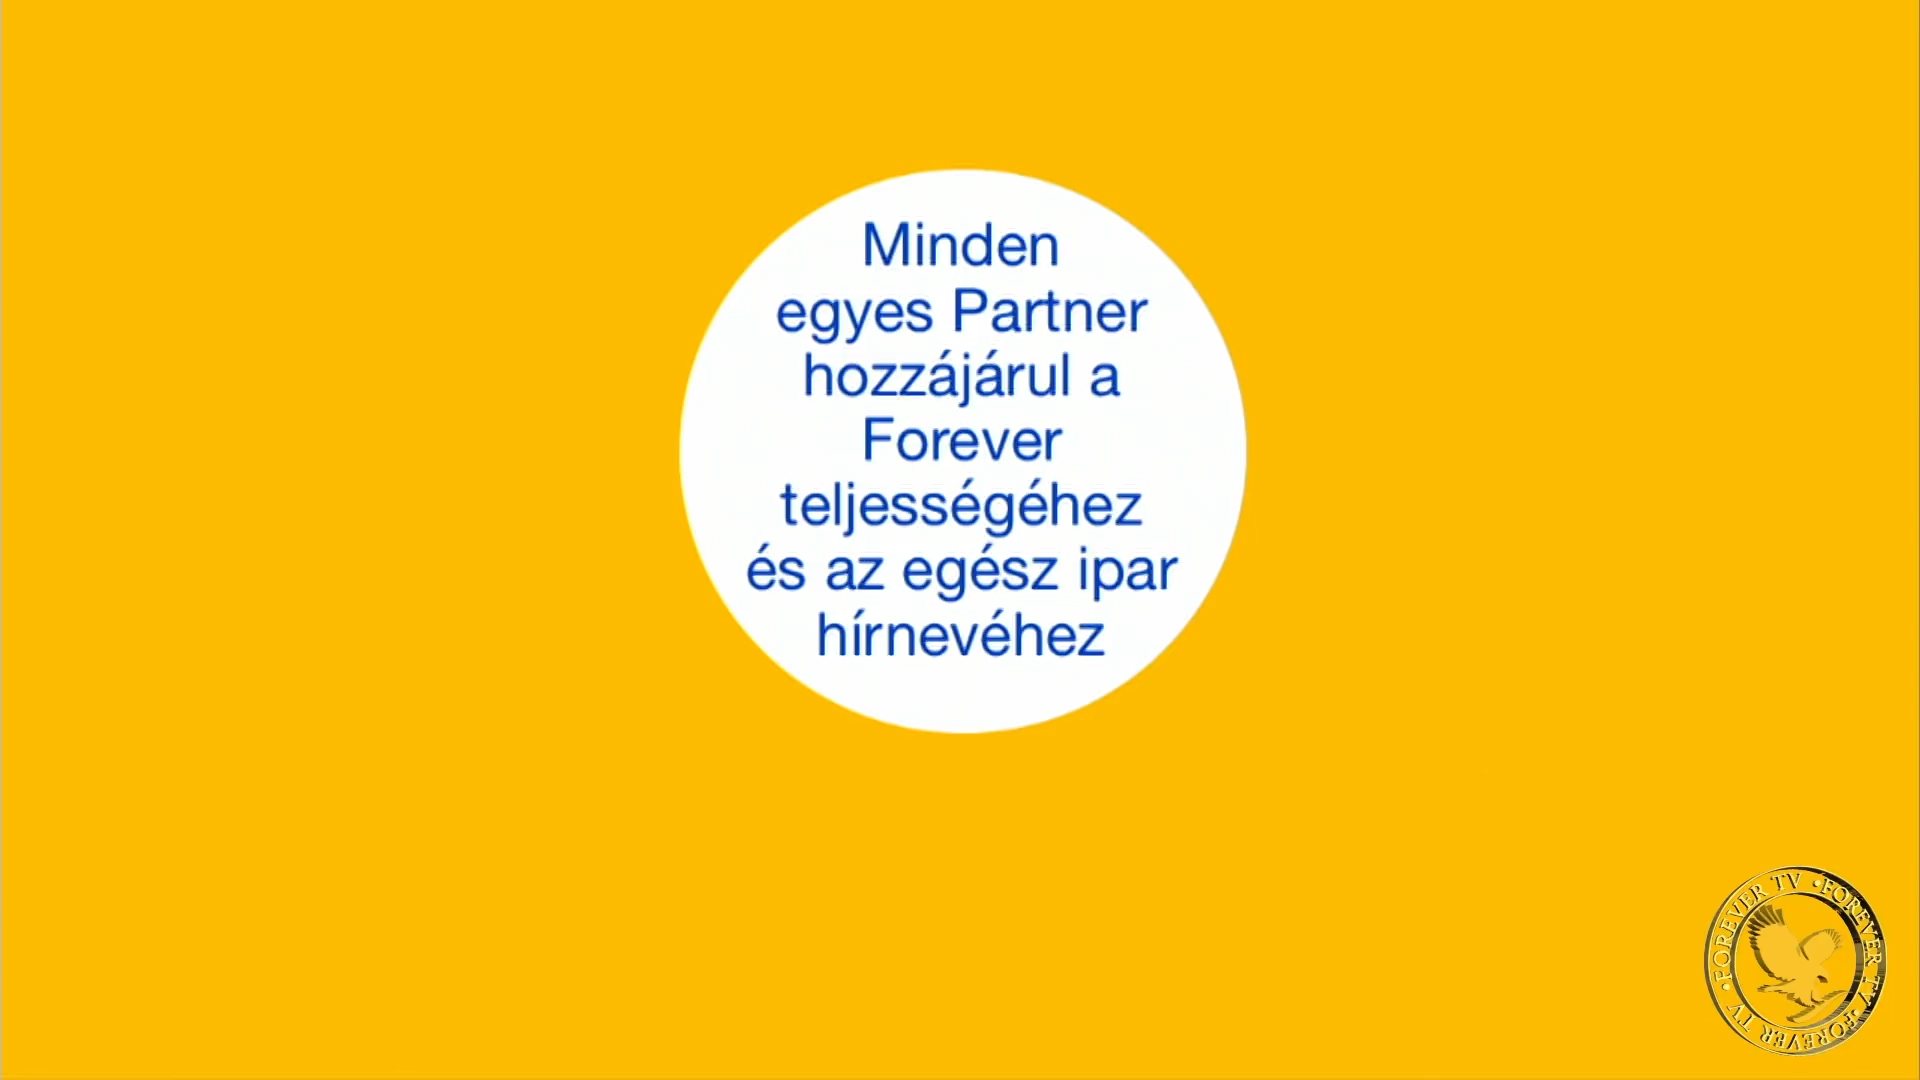 Minden
egyes Partner
hozzájárul a
Forever
teljességéhez
és az egész ipar
hírnevéhez
FOREVER TV • FOREVER TV • FOREVER TV •